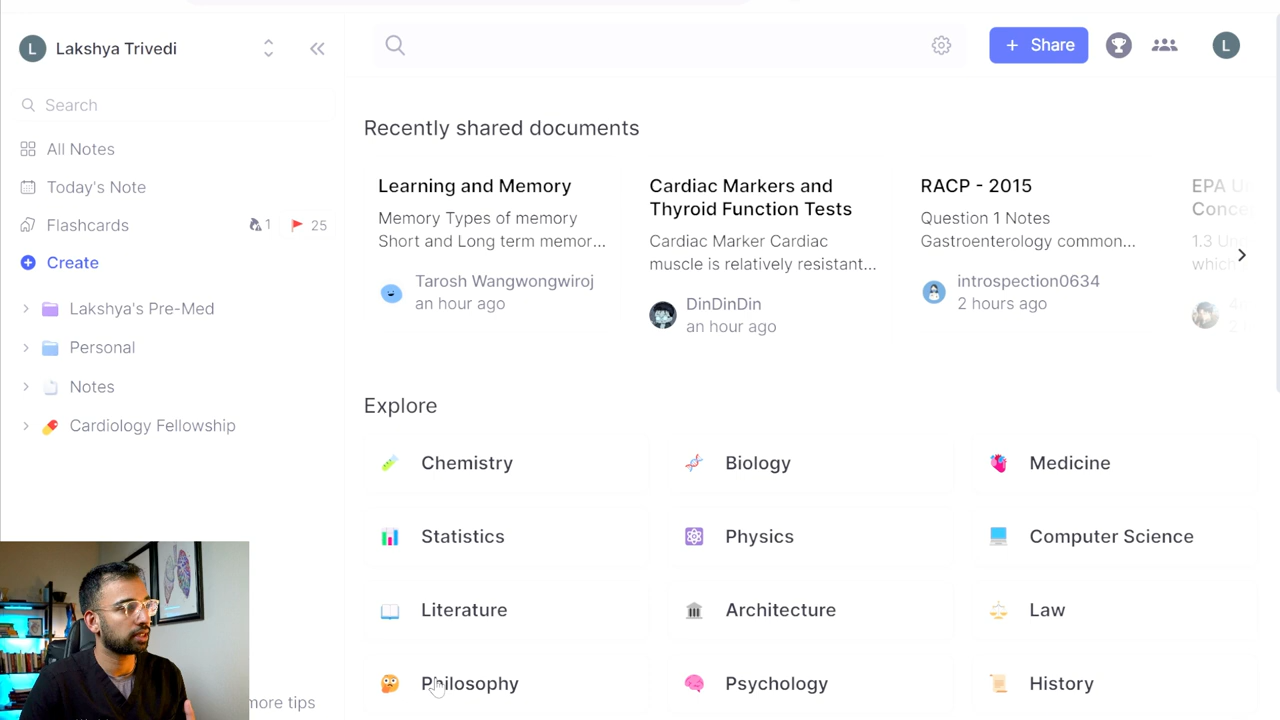 L Lakshya Trivedi
Search
All Notes
Today's Note
Flashcards 1 25
Create
Lakshya's Pre-Med
Personal
Notes
Cardiology Fellowship
more tips
+ Share
L
Recently shared documents
Learning and Memory
Memory Types of memory
Short and Long term memor...
Tarosh Wangwongwiroj
an hour ago
Cardiac Markers and
Thyroid Function Tests
Cardiac Marker Cardiac
muscle is relatively resistant...
DinDinDin
an hour ago
RACP - 2015
Question 1 Notes
Gastroenterology common...
introspection0634
2 hours ago
EPA
1.3
which
Explore
Chemistry
Biology
Medicine
Statistics
Physics
Computer Science
Literature
Architecture
Law
Philosophy
Psychology
History